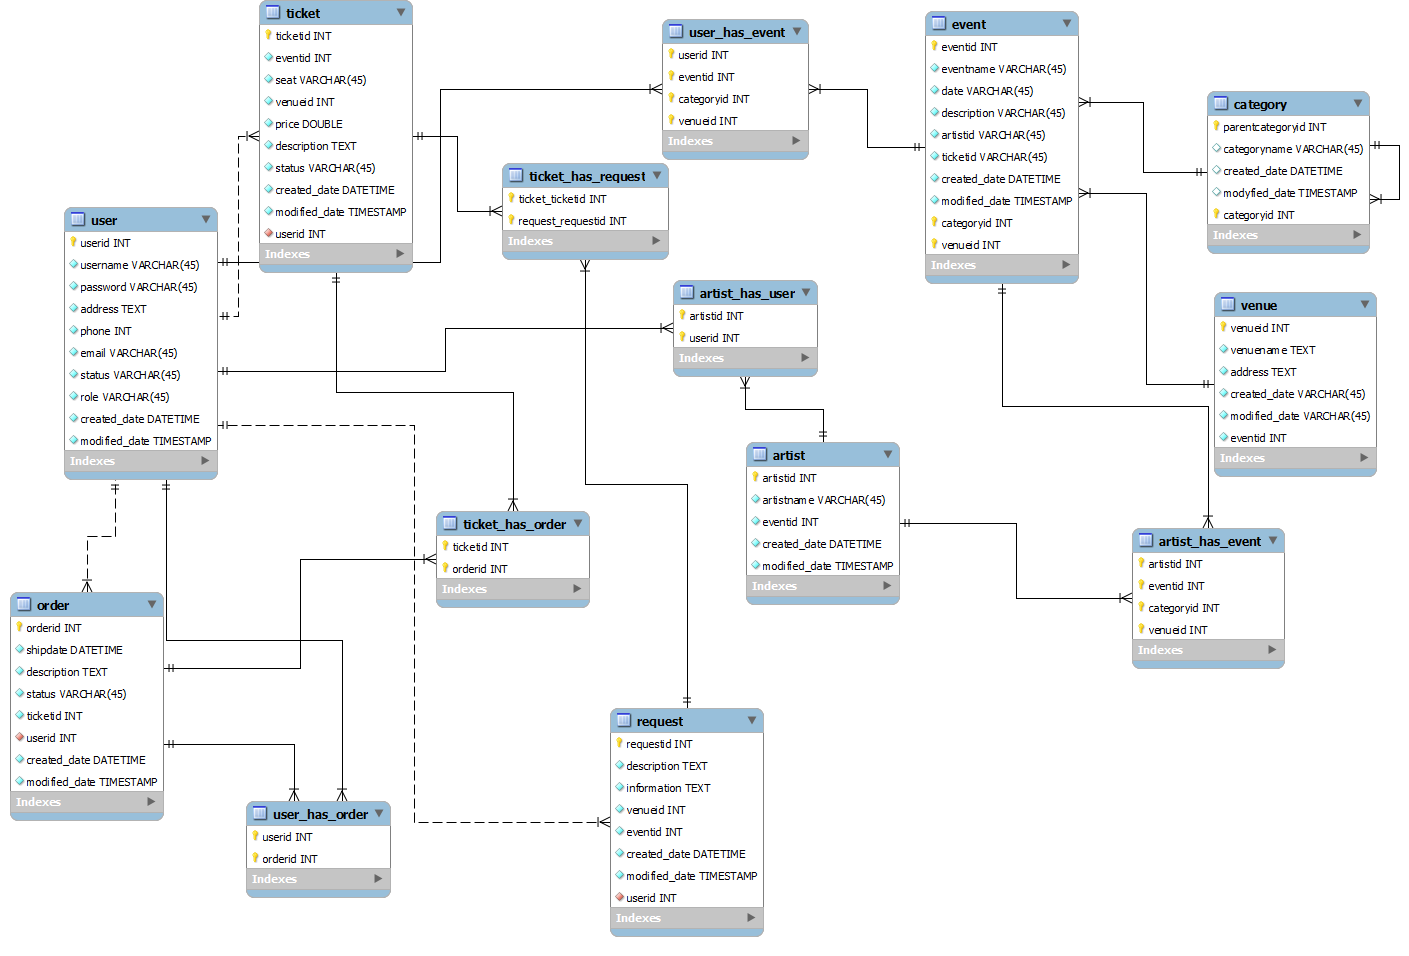 ticket
ticketid INT
eventid INT
seat VARCHAR(45)
venueid INT
price DOUBLE
description TEXT
status VARCHAR(45)
created_date DATETIME
modified_date TIMESTAMP
userid INT
Indexes
user_has_event
userid INT
eventid INT
categoryid INT
venueid INT
Indexes
event
eventid INT
eventname VARCHAR(45)
date VARCHAR(45)
description VARCHAR(45)
artistid VARCHAR(45)
ticketid VARCHAR(45)
created_date DATETIME
modified_date TIMESTAMP
categoryid INT
venueid INT
Indexes
category
parentcategoryid INT
categoryname VARCHAR(45)
created_date DATETIME
modyfied_date TIMESTAMP
categoryid INT
Indexes
ticket_has_request
ticket_ticketid INT
request_requestid INT
Indexes
user
userid INT
username VARCHAR(45)
password VARCHAR(45)
address TEXT
phone INT
email VARCHAR(45)
status VARCHAR(45)
role VARCHAR(45)
created_date DATETIME
modified_date TIMESTAMP
Indexes
artist_has_user
artistid INT
userid INT
Indexes
venue
venueid INT
venuename TEXT
address TEXT
created_date VARCHAR(45)
modified_date VARCHAR(45)
eventid INT
Indexes
artist
artistid INT
artistname VARCHAR(45)
eventid INT
created_date DATETIME
modified_date TIMESTAMP
Indexes
ticket_has_order
ticketid INT
orderid INT
Indexes
artist_has_event
artistid INT
eventid INT
categoryid INT
venueid INT
Indexes
order
orderid INT
shipdate DATETIME
description TEXT
status VARCHAR(45)
ticketid INT
userid INT
created_date DATETIME
modified_date TIMESTAMP
Indexes
user_has_order
userid INT
orderid INT
Indexes
request
requestid INT
description TEXT
information TEXT
venueid INT
eventid INT
created_date DATETIME
modified_date TIMESTAMP
userid INT
Indexes